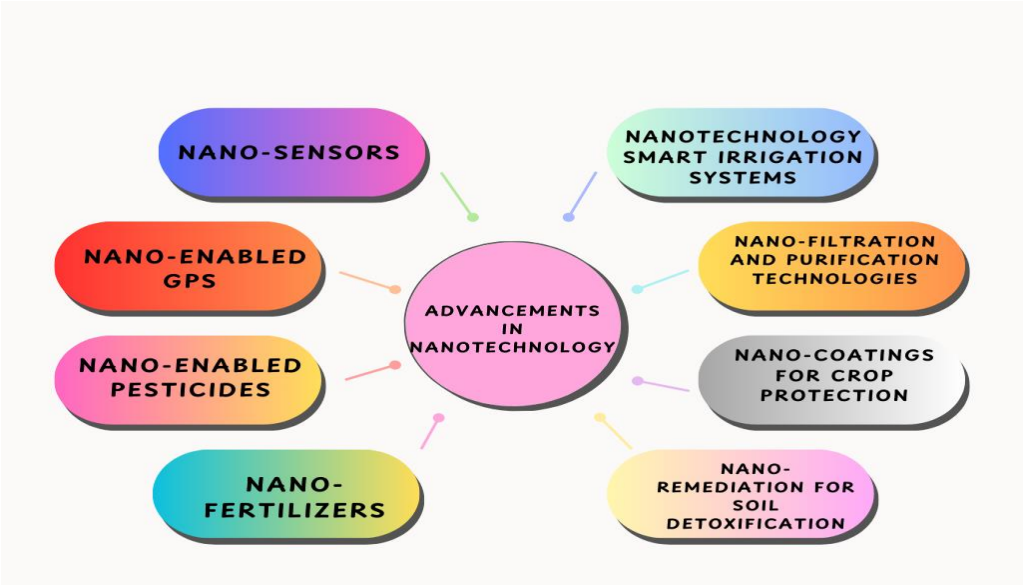 NANO-SENSORS
NANOTECHNOLOGY
SMART IRRIGATION
SYSTEMS
NANO-ENABLED
GPS
NANO-FILTRATION
AND PURIFICATION
TECHNOLOGIES
ADVANCEMENTS
IN
NANOTECHNOLOGY
NANO-ENABLED
PESTICIDES
NANO-COATINGS
FOR CROP
PROTECTION
NANO-
FERTILIZERS
NANO-
REMEDIATION FOR
SOIL
DETOXIFICATION